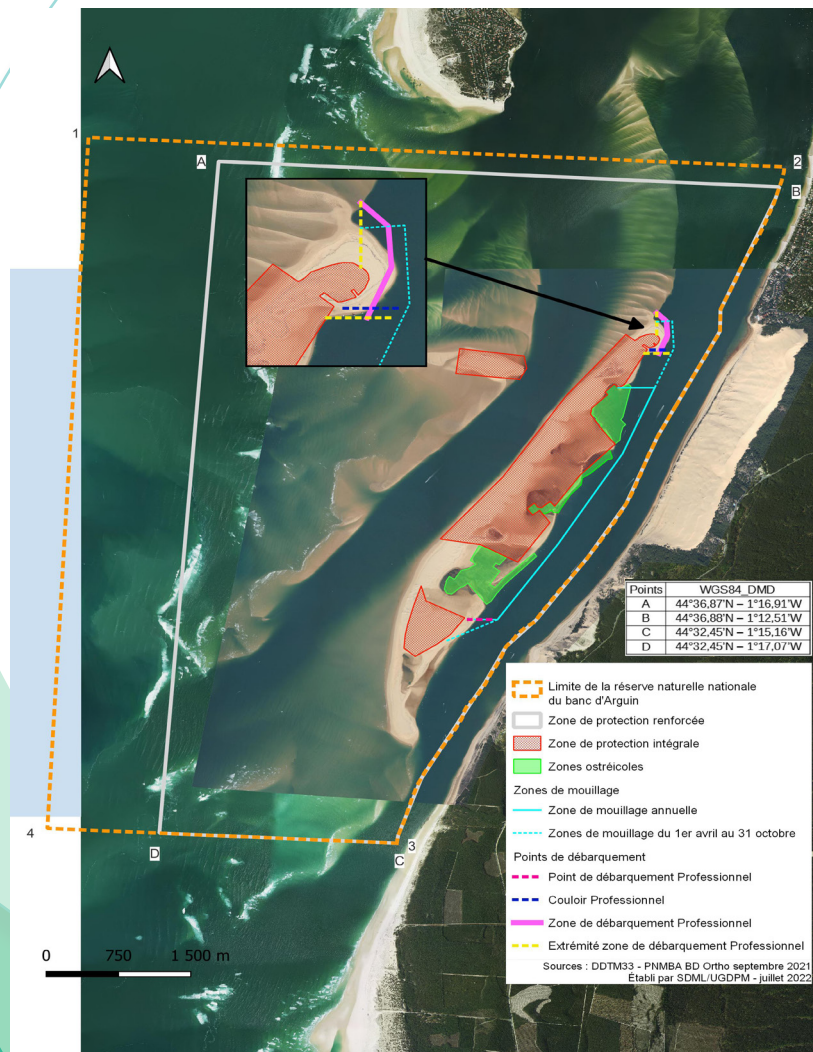 1
2
A
B
Points WGS84_DMD
A 44°36,87'N – 1°16,91'W
B 44°36,88'N – 1°12,51'W
C 44°32,45'N – 1°15,16'W
D 44°32,45'N – 1°17,07'W
Limite de la réserve naturelle nationale
du banc d'Arguin
Zone de protection renforcée
Zone de protection intégrale
Zones ostréicoles
Zones de mouillage
Zone de mouillage annuelle
Zones de mouillage du 1er avril au 31 octobre
Points de débarquement
Point de débarquement Professionnel
Couloir Professionnel
Zone de débarquement Professionnel
Extrémité zone de débarquement Professionnel
Sources : DDTM33 - PNMBA BD Ortho septembre 2021
Établi par SDML/UGDPM - juillet 2022
4
D
3
C
0 750 1 500 m